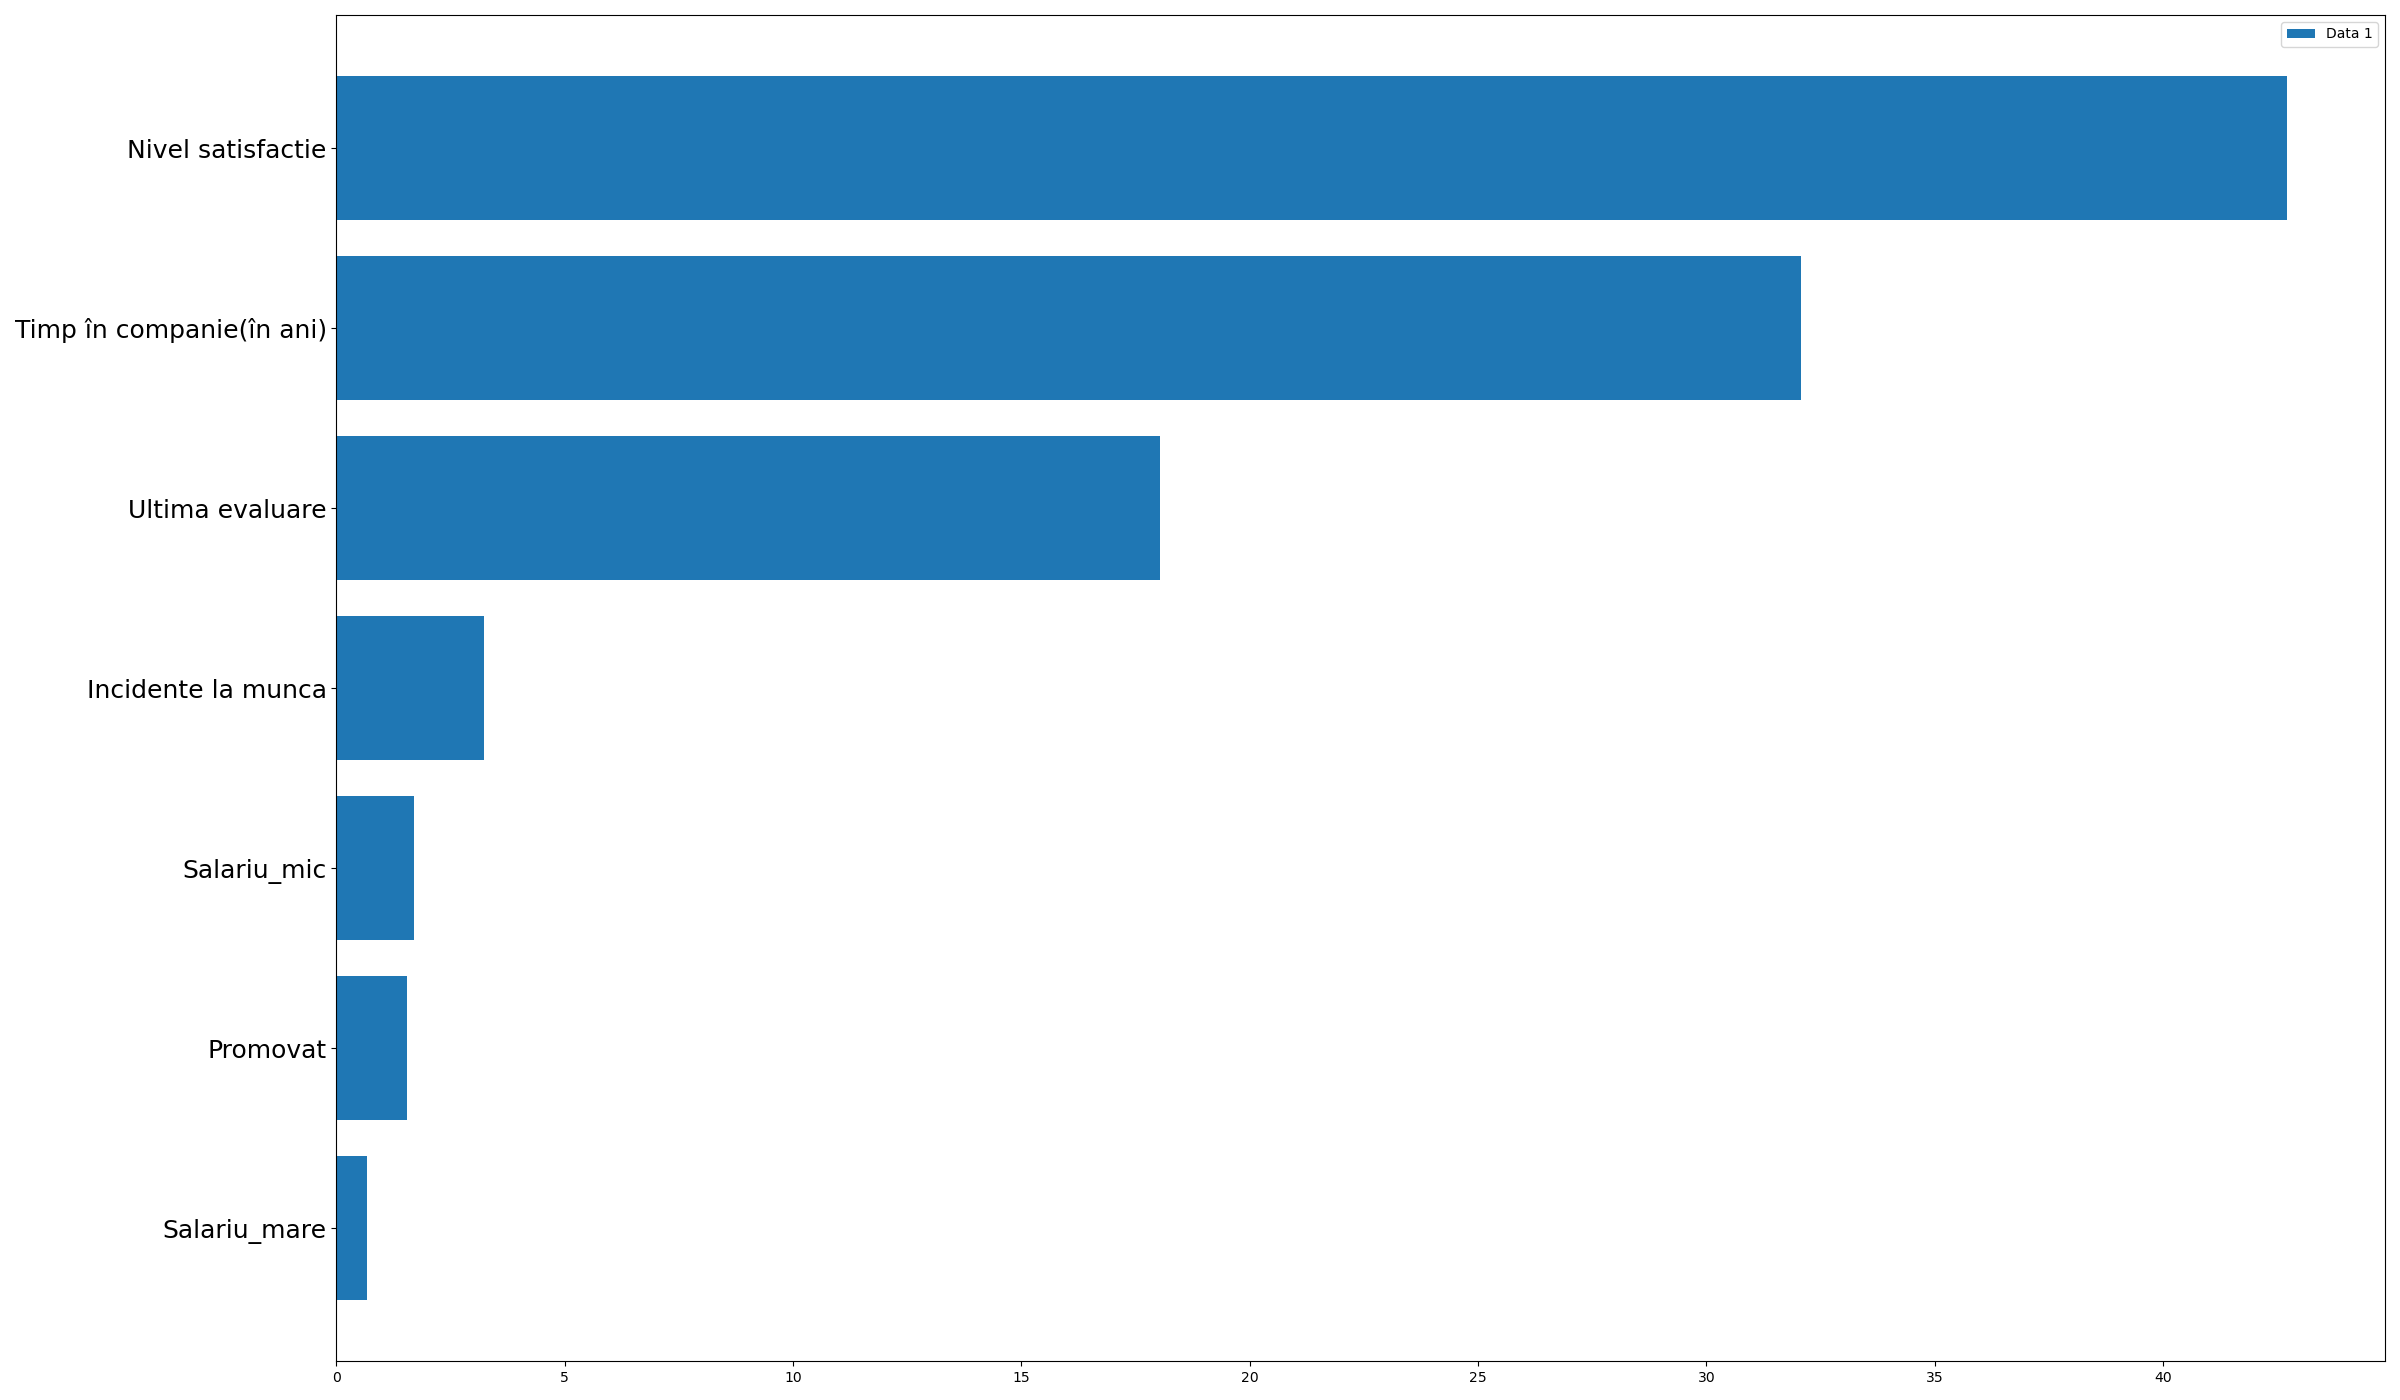 Data 1
Nivel satisfactie
Timp în companie(în ani)
Ultima evaluare
Incidente la munca
Salariu_mic
Promovat
Salariu_mare
0 5 10 15 20 25 30 35 40